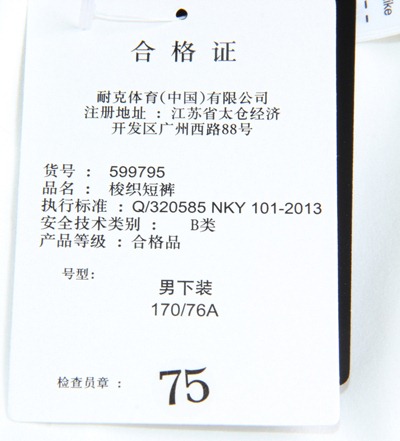 合格证
耐克体育(中国)有限公司
注册地址：江苏省太仓经济
开发区广州西路88号
货号： 599795
品名： 梭织短裤
执行标准：Q/320585 NKY 101-2013
安全技术类别： B类
产品等级：合格品
号型：
男下装
170/76A
检查员章： 75
ike